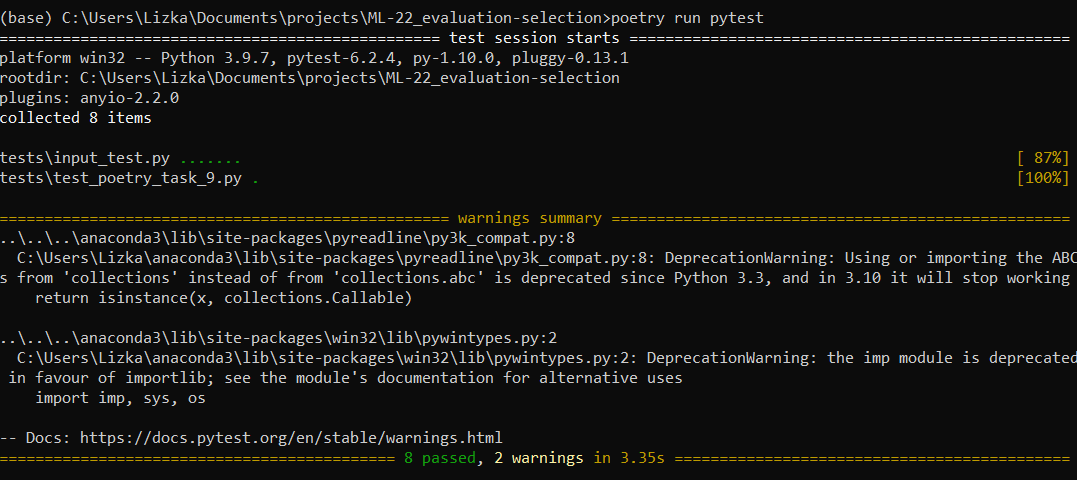 (base) C:\Users\Lizka\Documents\projects\ML-22_evaluation-selection>poetry run pytest
================================================= test session starts =================================================
platform win32 -- Python 3.9.7, pytest-6.2.4, py-1.10.0, pluggy-0.13.1
rootdir: C:\Users\Lizka\Documents\projects\ML-22_evaluation-selection
plugins: anyio-2.2.0
collected 8 items
tests\input_test.py ....... [ 87%]
tests\test_poetry_task_9.py . [100%]
================================================== warnings summary ===================================================
..\..\..\anaconda3\lib\site-packages\pyreadline\py3k_compat.py:8
C:\Users\Lizka\anaconda3\lib\site-packages\pyreadline\py3k_compat.py:8: DeprecationWarning: Using or importing the ABC
s from 'collections' instead of from 'collections.abc' is deprecated since Python 3.3, and in 3.10 it will stop working
return isinstance(x, collections.Callable)
..\..\..\anaconda3\lib\site-packages\win32\lib\pywintypes.py:2
C:\Users\Lizka\anaconda3\lib\site-packages\win32\lib\pywintypes.py:2: DeprecationWarning: the imp module is deprecated
in favour of importlib; see the module's documentation for alternative uses
import imp, sys, os
-- Docs: https://docs.pytest.org/en/stable/warnings.html
============================================ 8 passed, 2 warnings in 3.35s ============================================